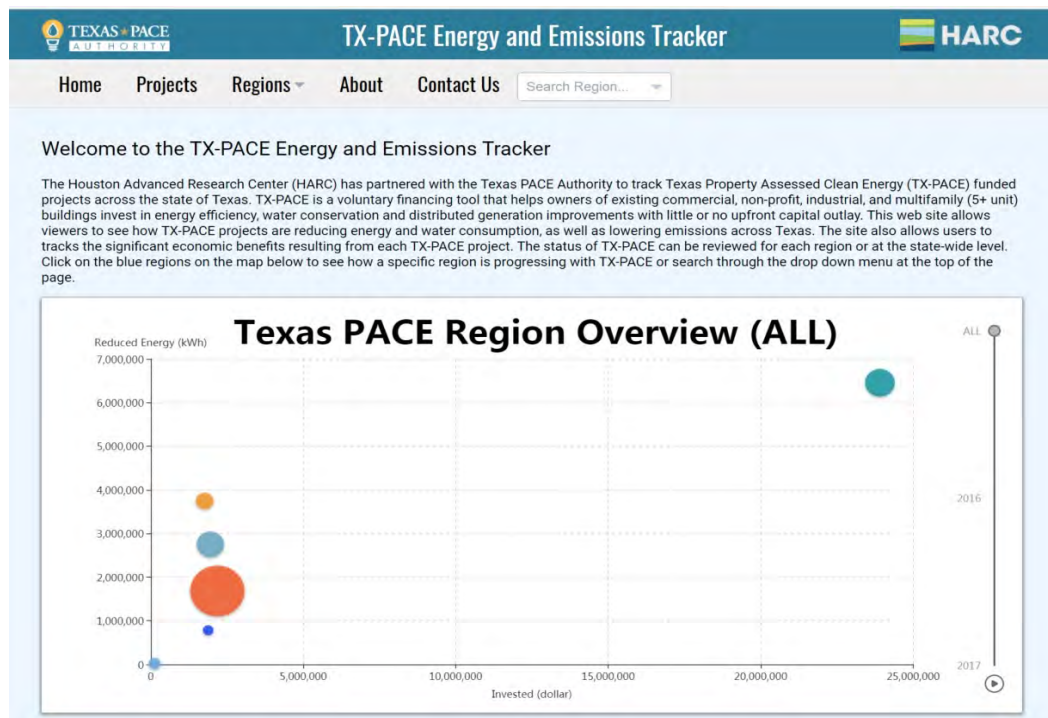 TEXAS PACE
AUTHORITY
TX-PACE Energy and Emissions Tracker
HARC
Home Projects Regions About Contact Us Search Region...
Welcome to the TX-PACE Energy and Emissions Tracker
The Houston Advanced Research Center (HARC) has partnered with the Texas PACE Authority to track Texas Property Assessed Clean Energy (TX-PACE) funded
projects across the state of Texas. TX-PACE is a voluntary financing tool that helps owners of existing commercial, non-profit, industrial, and multifamily (5+ unit)
buildings invest in energy efficiency, water conservation and distributed generation improvements with little or no upfront capital outlay. This web site allows
viewers to see how TX-PACE projects are reducing energy and water consumption, as well as lowering emissions across Texas. The site also allows users to
tracks the significant economic benefits resulting from each TX-PACE project. The status of TX-PACE can be reviewed for each region or at the state-wide level.
Click on the blue regions on the map below to see how a specific region is progressing with TX-PACE or search through the drop down menu at the top of the
page.
Texas PACE Region Overview (ALL)
Reduced Energy (kWh)
ALL
7,000,000
6,000,000
5,000,000
4,000,000
2016
3,000,000
2,000,000
1,000,000
0
2017
0 5,000,000 10,000,000 15,000,000 20,000,000 25,000,000
Invested (dollar)